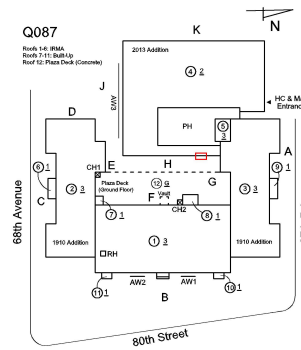 Q087
Roofs 1-6: IRMA
Roofs 7-11: Built-Up
Roof 12: Plaza Deck (Concrete)
N
K
2013 Addition
4 2
J
AW3
HC & Ma
Entranc
D
PH
5 3
CH1
E
H
A
6 1
Plaza Deck
(Ground Floor)
12 G
G
9 1
2 3
Vault
3 3
C
F
CH2
7 1
8 1
68th Avenue
1910 Addition
1 3
1910 Addition
RH
11 1
AW2
AW1
10 1
B
80th Street